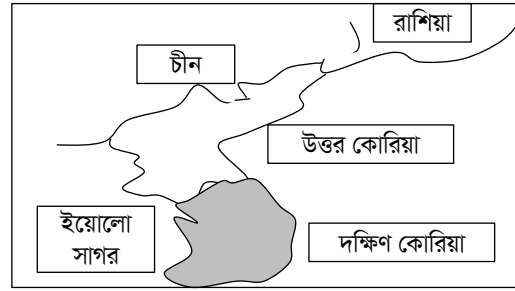 রাশিয়া
চীন
উত্তর কোরিয়া
ইয়োলো
সাগর
দক্ষিণ কোরিয়া